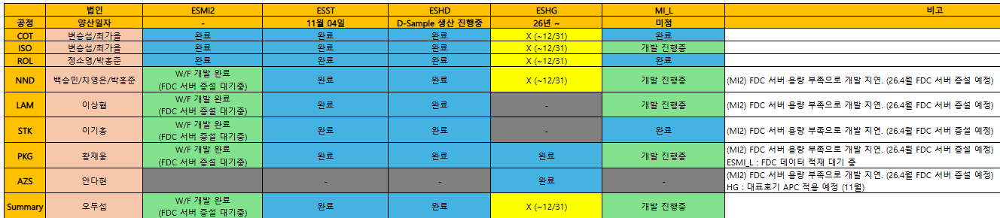 법인 ESMI2 ESST ESHD ESHG MI_L 비고
공정 양산일자 - 11월 04일 D-Sample 생산 진행중 26년 ~ 미정
COT 변승섭/최가을 완료 완료 완료 X (~12/31) 완료
ISO 변승섭/최가을 완료 완료 완료 X (~12/31) 개발 진행중
ROL 정소영/박홍준 완료 완료 완료 X (~12/31) 완료
NND 백승민/차영은/박홍준 W/F 개발 완료 완료 완료 X (~12/31) 개발 진행중 (MI2) FDC 서버 용량 부족으로 개발 지연. (26.4월 FDC 서버 증설 예정)
(FDC 서버 증설 대기중)
LAM 이상협 W/F 개발 완료 완료 완료 - 개발 진행중 (MI2) FDC 서버 용량 부족으로 개발 지연. (26.4월 FDC 서버 증설 예정)
(FDC 서버 증설 대기중)
STK 이기홍 W/F 개발 완료 완료 완료 - 완료 (MI2) FDC 서버 용량 부족으로 개발 지연. (26.4월 FDC 서버 증설 예정)
(FDC 서버 증설 대기중)
PKG 황재웅 W/F 개발 완료 완료 완료 완료 개발 진행중 (MI2) FDC 서버 용량 부족으로 개발 지연. (26.4월 FDC 서버 증설 예정)
(FDC 서버 증설 대기중) ESMI_L : FDC 데이터 적재 대기 중
AZS 안다현 - - 완료 - (MI2) FDC 서버 용량 부족으로 개발 지연. (26.4월 FDC 서버 증설 예정)
HG : 대표호기 APC 적용 예정 (11월)
Summary 오두섭 W/F 개발 완료 완료 완료 X (~12/31) 개발 진행중
(FDC 서버 증설 대기중)